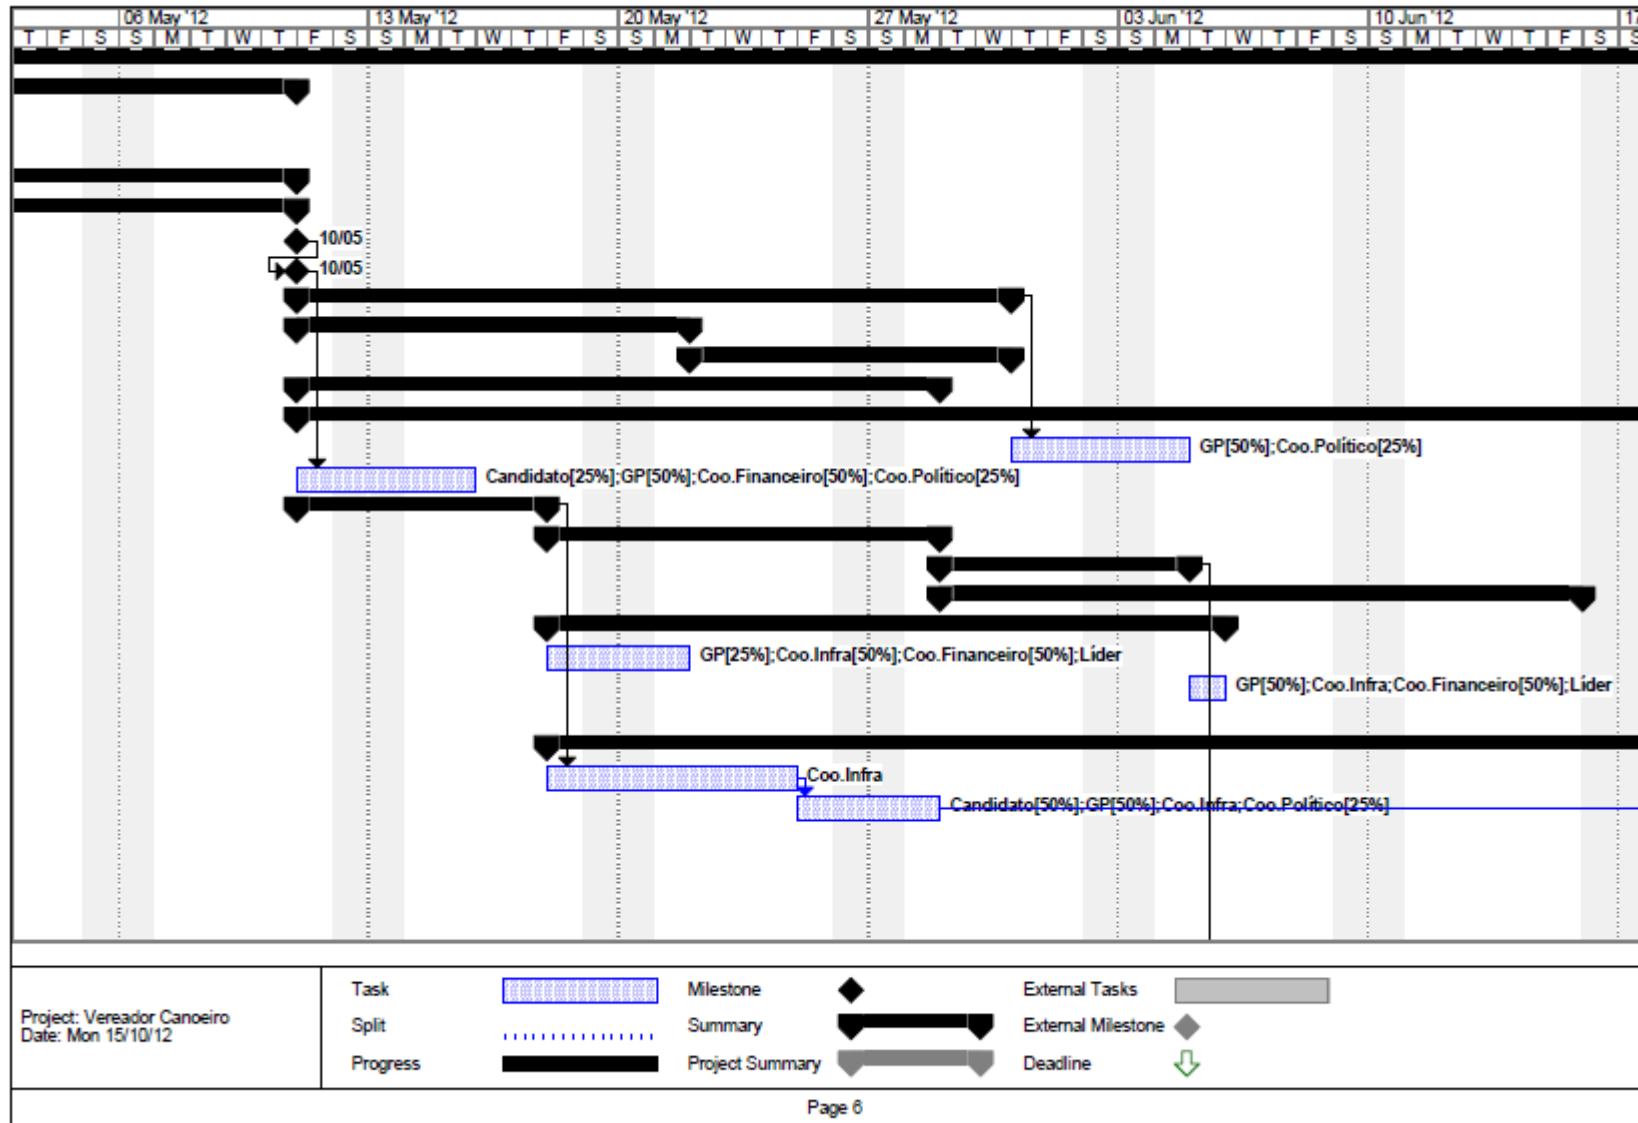 06 May '12 13 May '12 20 May '12 27 May '12 03 Jun '12 10 Jun '12 17
T F S S M T W T F S S M T W T F S S M T W T F S S M T W T F S S M T W T F S S M T W T F S S
10/05
10/05
GP[50%];Coo.Político[25%]
Candidato[25%];GP[50%];Coo.Financeiro[50%];Coo.Político[25%]
GP[25%];Coo.Infra[50%];Coo.Financeiro[50%];Líder
GP[50%];Coo.Infra;Coo.Financeiro[50%];Líder
Coo.Infra
Candidato[50%];GP[50%];Coo.Infra;Coo.Político[25%]
Project: Vereador Canoeiro
Date: Mon 15/10/12
Task Milestone External Tasks
Split Summary External Milestone
Progress Project Summary Deadline
Page 6